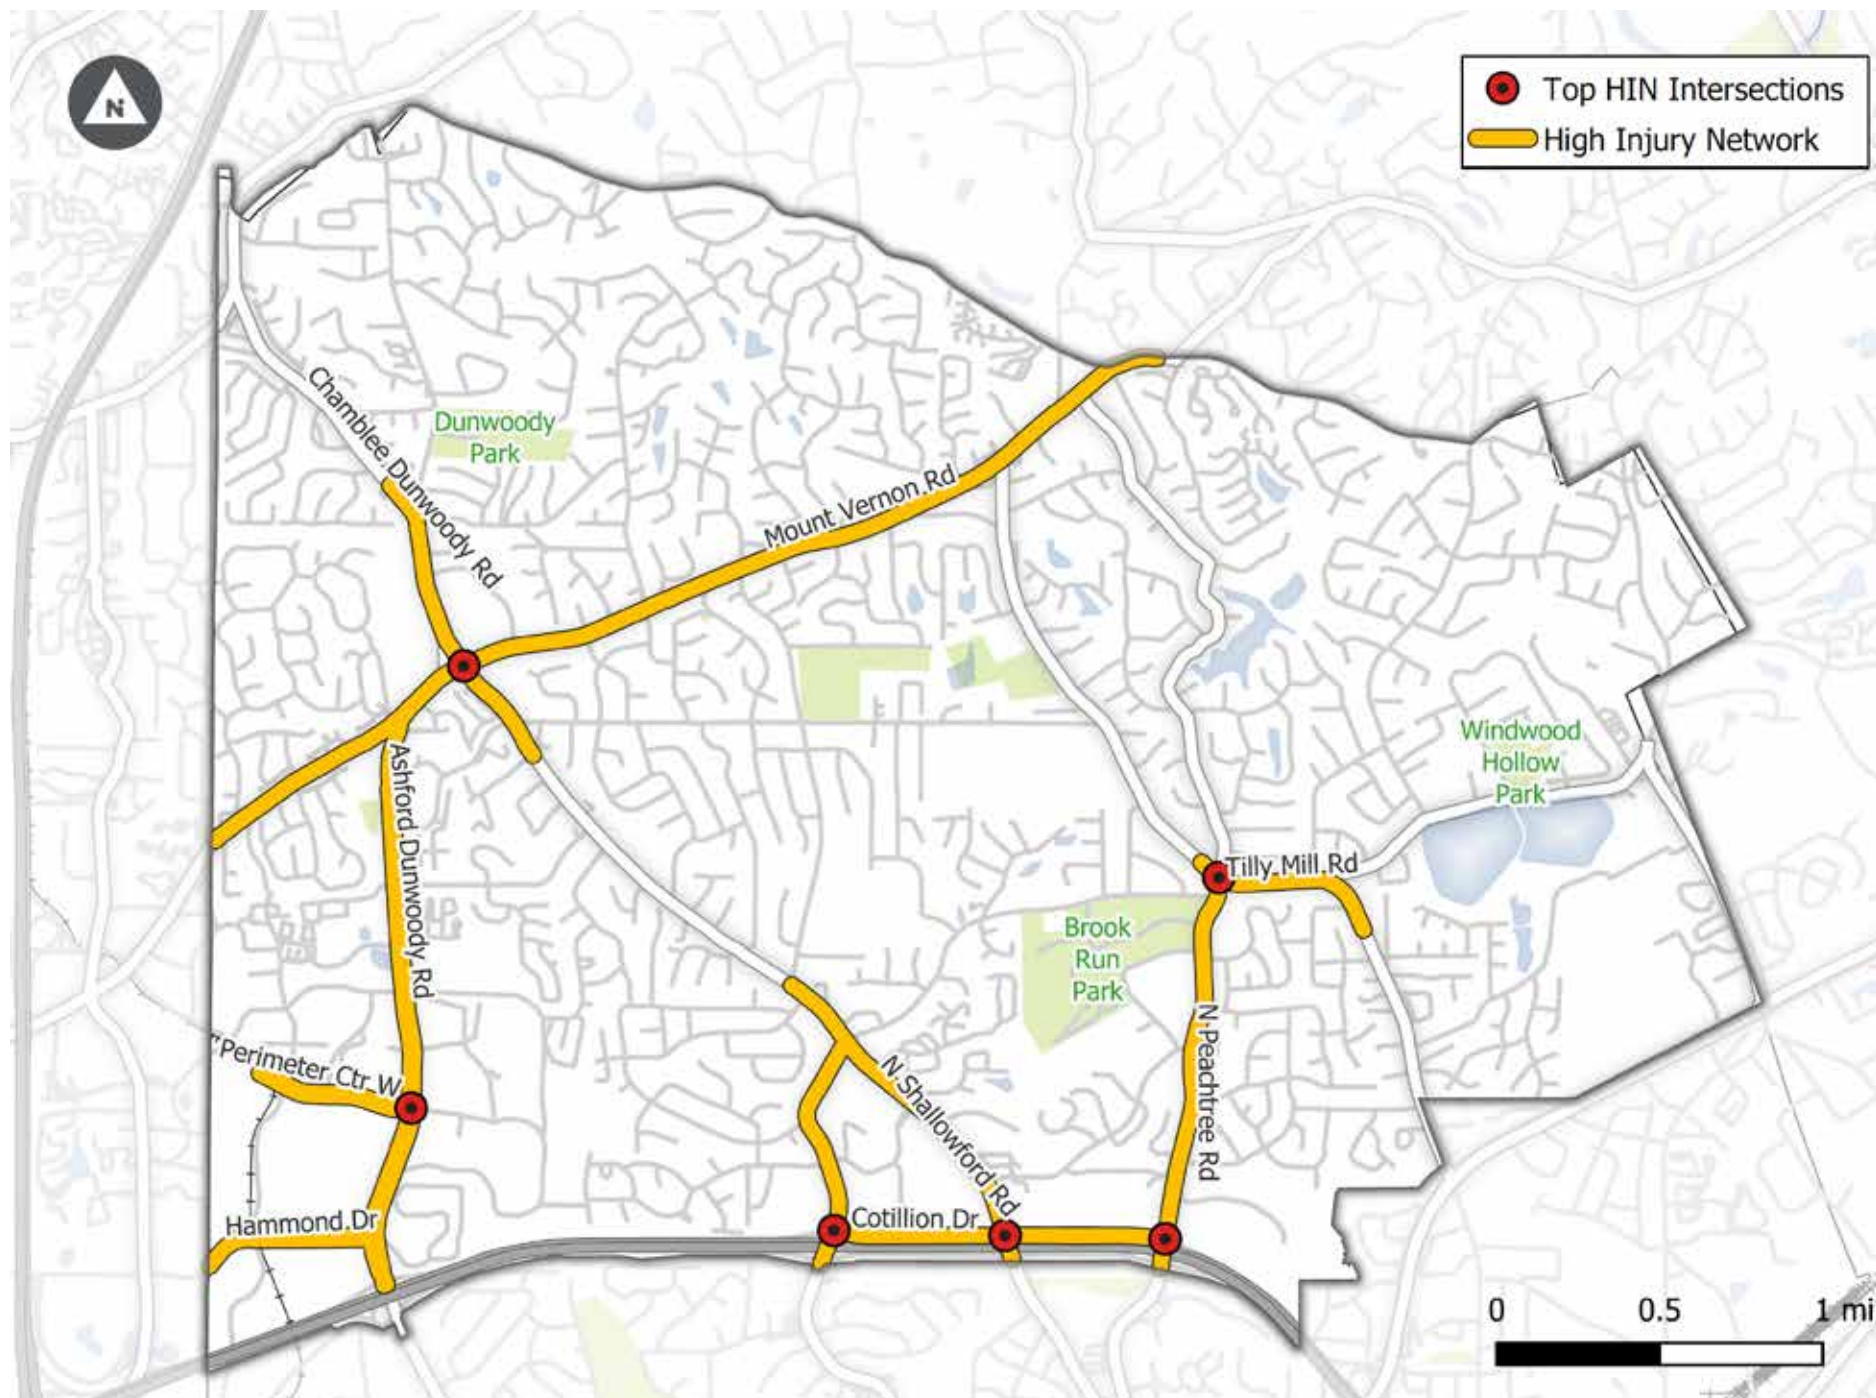 N
Top HIN Intersections
High Injury Network
Chamblee Dunwoody Rd
Dunwoody
Park
Mount Vernon Rd
Ashford Dunwoody Rd
Windwood
Hollow
Park
Tilly Mill Rd
Brook
Run
Park
N Peachtree Rd
Perimeter Ctr W
N Shallowford Rd
Hammond Dr
Cotillion Dr
0 0.5 1 mi